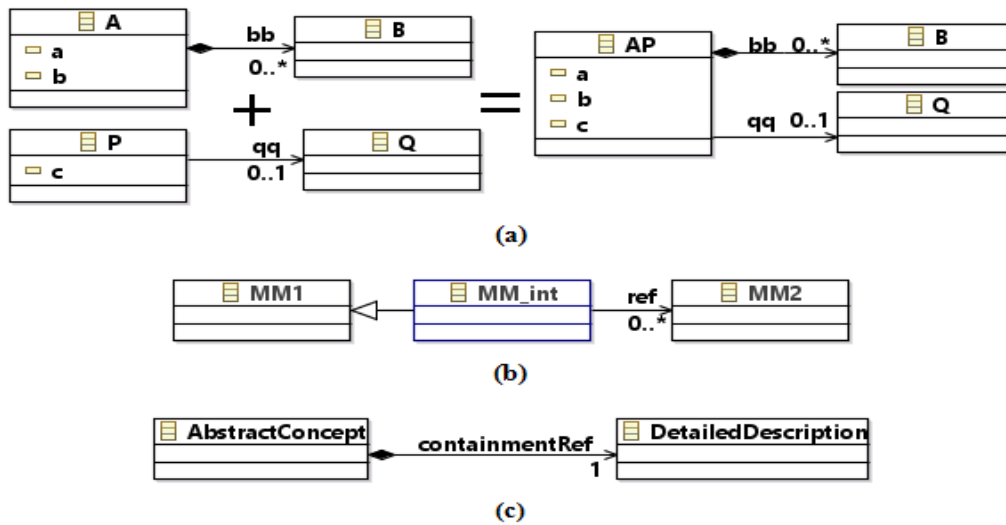 A
a
b
bb
0..*
B
+
P
c
qq
0..1
Q
=
AP
a
b
c
bb 0..*
B
qq 0..1
Q
(a)
MM1
MM_int
ref
0..*
MM2
(b)
AbstractConcept
containmentRef
1
DetailedDescription
(c)